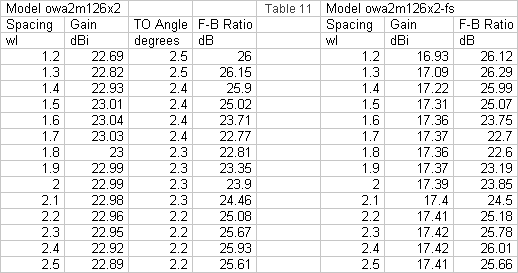 Model owa2m126x2 Table 11 Model owa2m126x2-fs
Spacing Gain TO Angle F-B Ratio Spacing Gain F-B Ratio
wl dBi degrees dB wl dBi dB
1.2 22.69 2.5 26 1.2 16.93 26.12
1.3 22.82 2.5 26.15 1.3 17.09 26.29
1.4 22.93 2.4 25.9 1.4 17.22 25.99
1.5 23.01 2.4 25.02 1.5 17.31 25.07
1.6 23.04 2.4 23.71 1.6 17.36 23.75
1.7 23.03 2.4 22.77 1.7 17.37 22.7
1.8 23 2.3 22.81 1.8 17.36 22.6
1.9 22.99 2.3 23.35 1.9 17.37 23.19
2 22.99 2.3 23.9 2 17.39 23.85
2.1 22.98 2.3 24.46 2.1 17.4 24.5
2.2 22.96 2.2 25.08 2.2 17.41 25.18
2.3 22.95 2.2 25.67 2.3 17.42 25.78
2.4 22.92 2.2 25.93 2.4 17.42 26.01
2.5 22.89 2.2 25.61 2.5 17.41 25.66